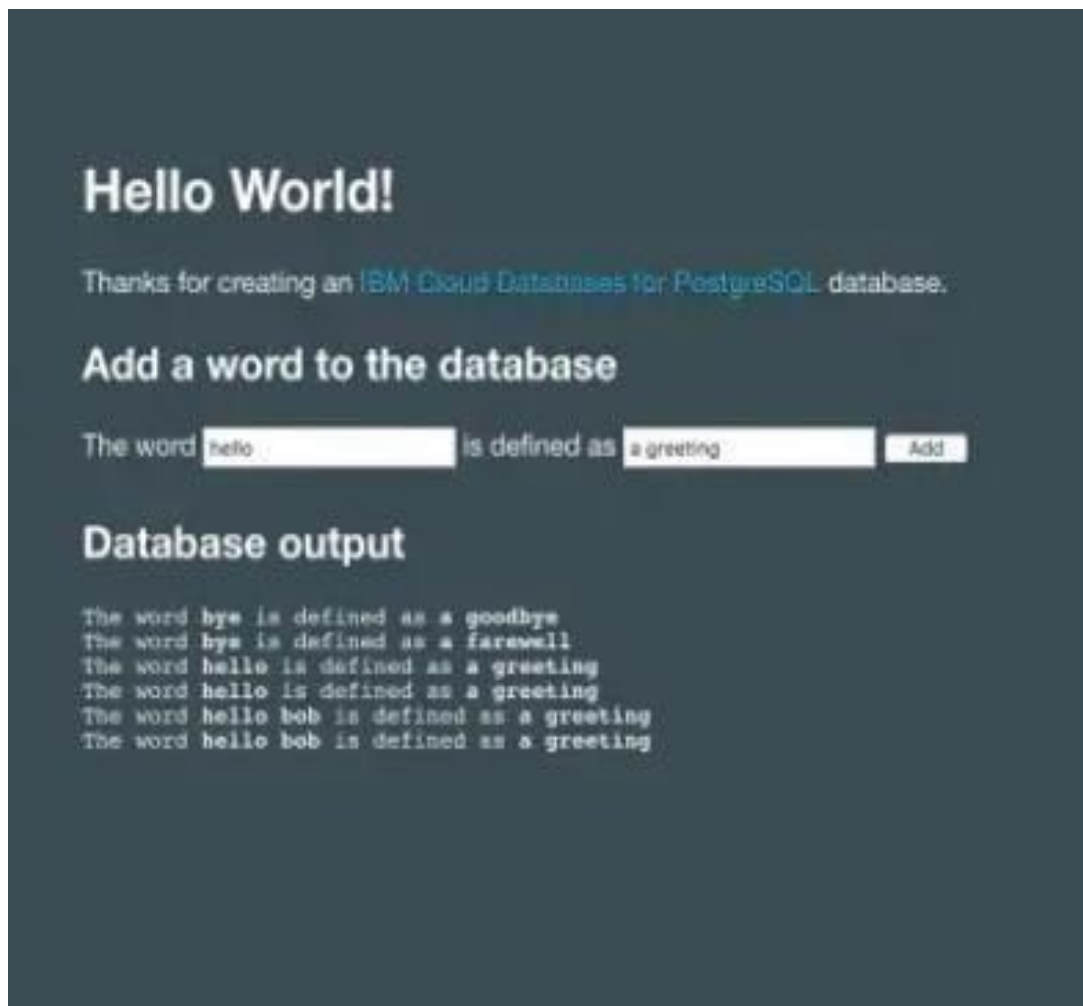 Hello World!
Thanks for creating an IBM Cloud Databases for PostgreSQL database.
Add a word to the database
The word hello is defined as a greeting Add
Database output
The word bye is defined as a goodbye
The word bye is defined as a farewell
The word hello is defined as a greeting
The word hello is defined as a greeting
The word hello bob is defined as a greeting
The word hello bob is defined as a greeting